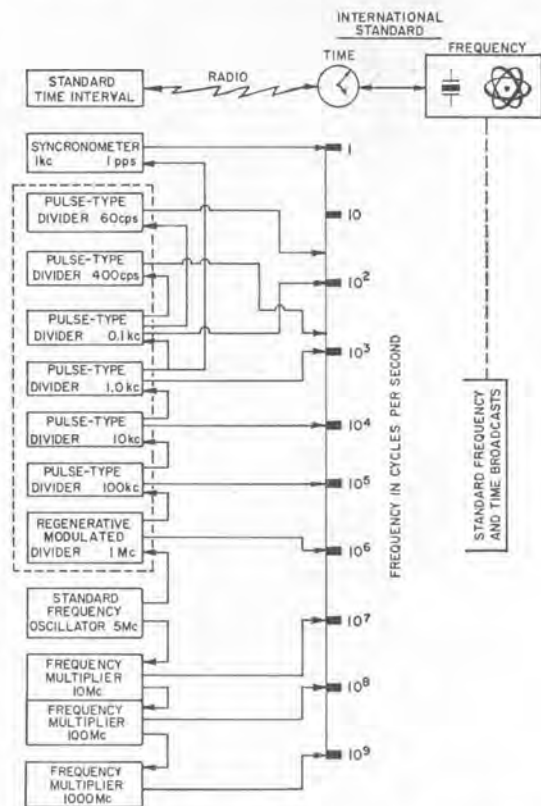 INTERNATIONAL
STANDARD
TIME
FREQUENCY
STANDARD
TIME INTERVAL
RADIO
SYNCRONOMETER
1kc 1pps
PULSE-TYPE
DIVIDER 60cps
PULSE-TYPE
DIVIDER 400cps
PULSE-TYPE
DIVIDER 0.1kc
PULSE-TYPE
DIVIDER 1.0kc
PULSE-TYPE
DIVIDER 10kc
PULSE-TYPE
DIVIDER 100kc
REGENERATIVE
MODULATED
DIVIDER 1Mc
STANDARD
FREQUENCY
OSCILLATOR 5Mc
FREQUENCY
MULTIPLIER
10Mc
FREQUENCY
MULTIPLIER
100Mc
FREQUENCY
MULTIPLIER
1000Mc
1
10
10²
10³
10⁴
10⁵
10⁶
10⁷
10⁸
10⁹
FREQUENCY IN CYCLES PER SECOND
STANDARD FREQUENCY
AND TIME BROADCASTS